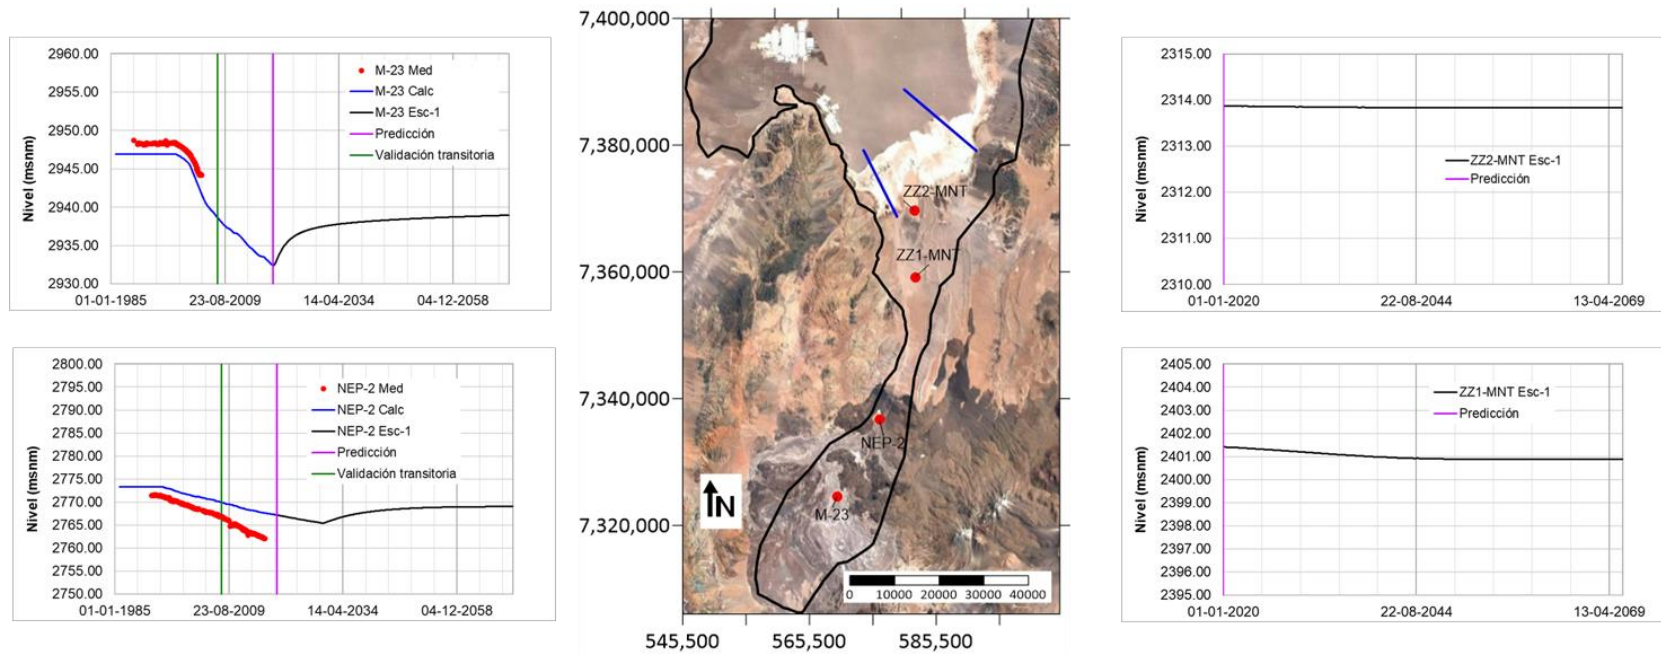 2960.00
2955.00
2950.00
2945.00
2940.00
2935.00
2930.00
Nivel (msnm)
01-01-1985 23-08-2009 14-04-2034 04-12-2058
M-23 Med
M-23 Calc
M-23 Esc-1
Predicción
Validación transitoria
2800.00
2795.00
2790.00
2785.00
2780.00
2775.00
2770.00
2765.00
2760.00
2755.00
2750.00
Nivel (msnm)
01-01-1985 23-08-2009 14-04-2034 04-12-2058
NEP-2 Med
NEP-2 Calc
NEP-2 Esc-1
Predicción
Validación transitoria
7,400,000
7,380,000
7,360,000
7,340,000
7,320,000
545,500 565,500 585,500
ZZ2-MNT
ZZ1-MNT
NEP-2
M-23
N
0 10000 20000 30000 40000
2315.00
2314.00
2313.00
2312.00
2311.00
2310.00
Nivel (msnm)
01-01-2020 22-08-2044 13-04-2069
ZZ2-MNT Esc-1
Predicción
2405.00
2404.00
2403.00
2402.00
2401.00
2400.00
2399.00
2398.00
2397.00
2396.00
2395.00
Nivel (msnm)
01-01-2020 22-08-2044 13-04-2069
ZZ1-MNT Esc-1
Predicción